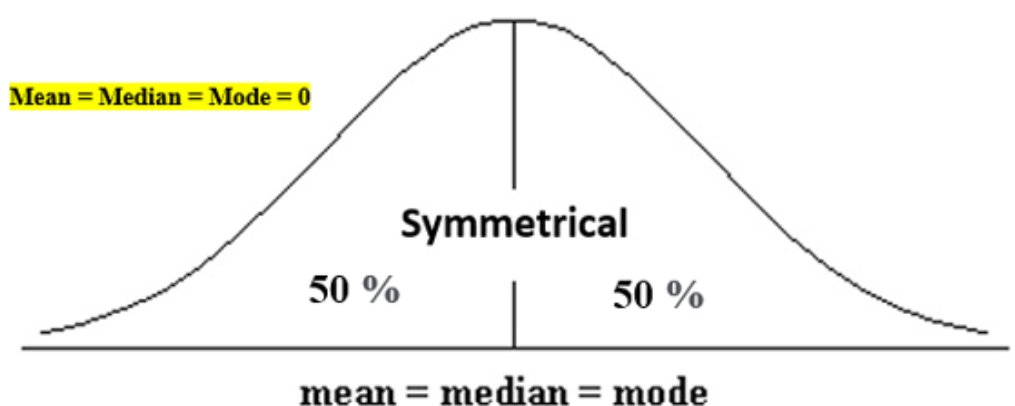 Mean = Median = Mode = 0
Symmetrical
50 % 50 %
mean = median = mode